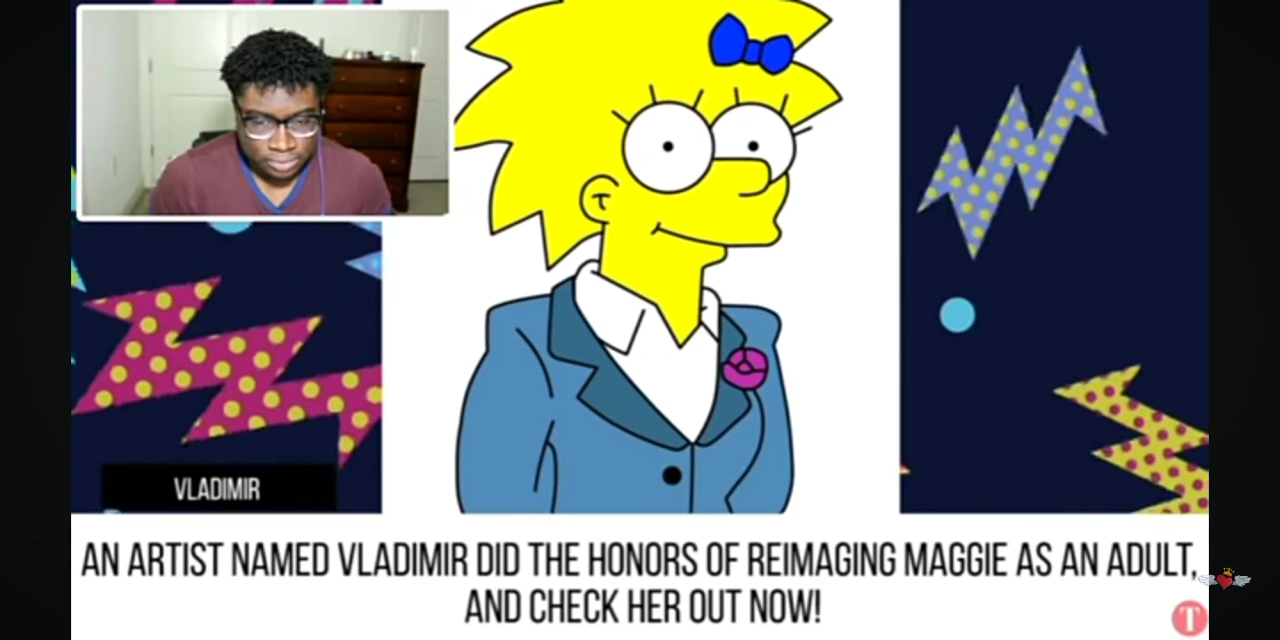 VLADIMIR
AN ARTIST NAMED VLADIMIR DID THE HONORS OF REIMAGING MAGGIE AS AN ADULT,
AND CHECK HER OUT NOW!
T